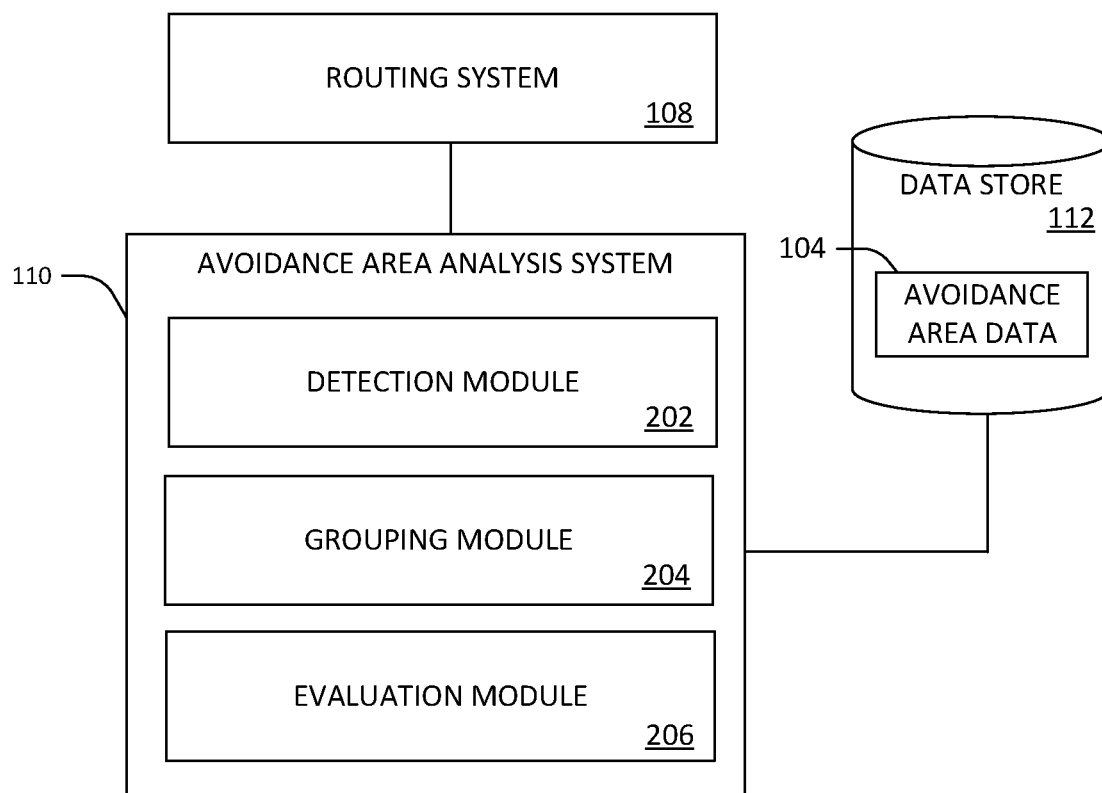 ROUTING SYSTEM
108
DATA STORE
112
110
AVOIDANCE AREA ANALYSIS SYSTEM
104
AVOIDANCE
AREA DATA
DETECTION MODULE
202
GROUPING MODULE
204
EVALUATION MODULE
206